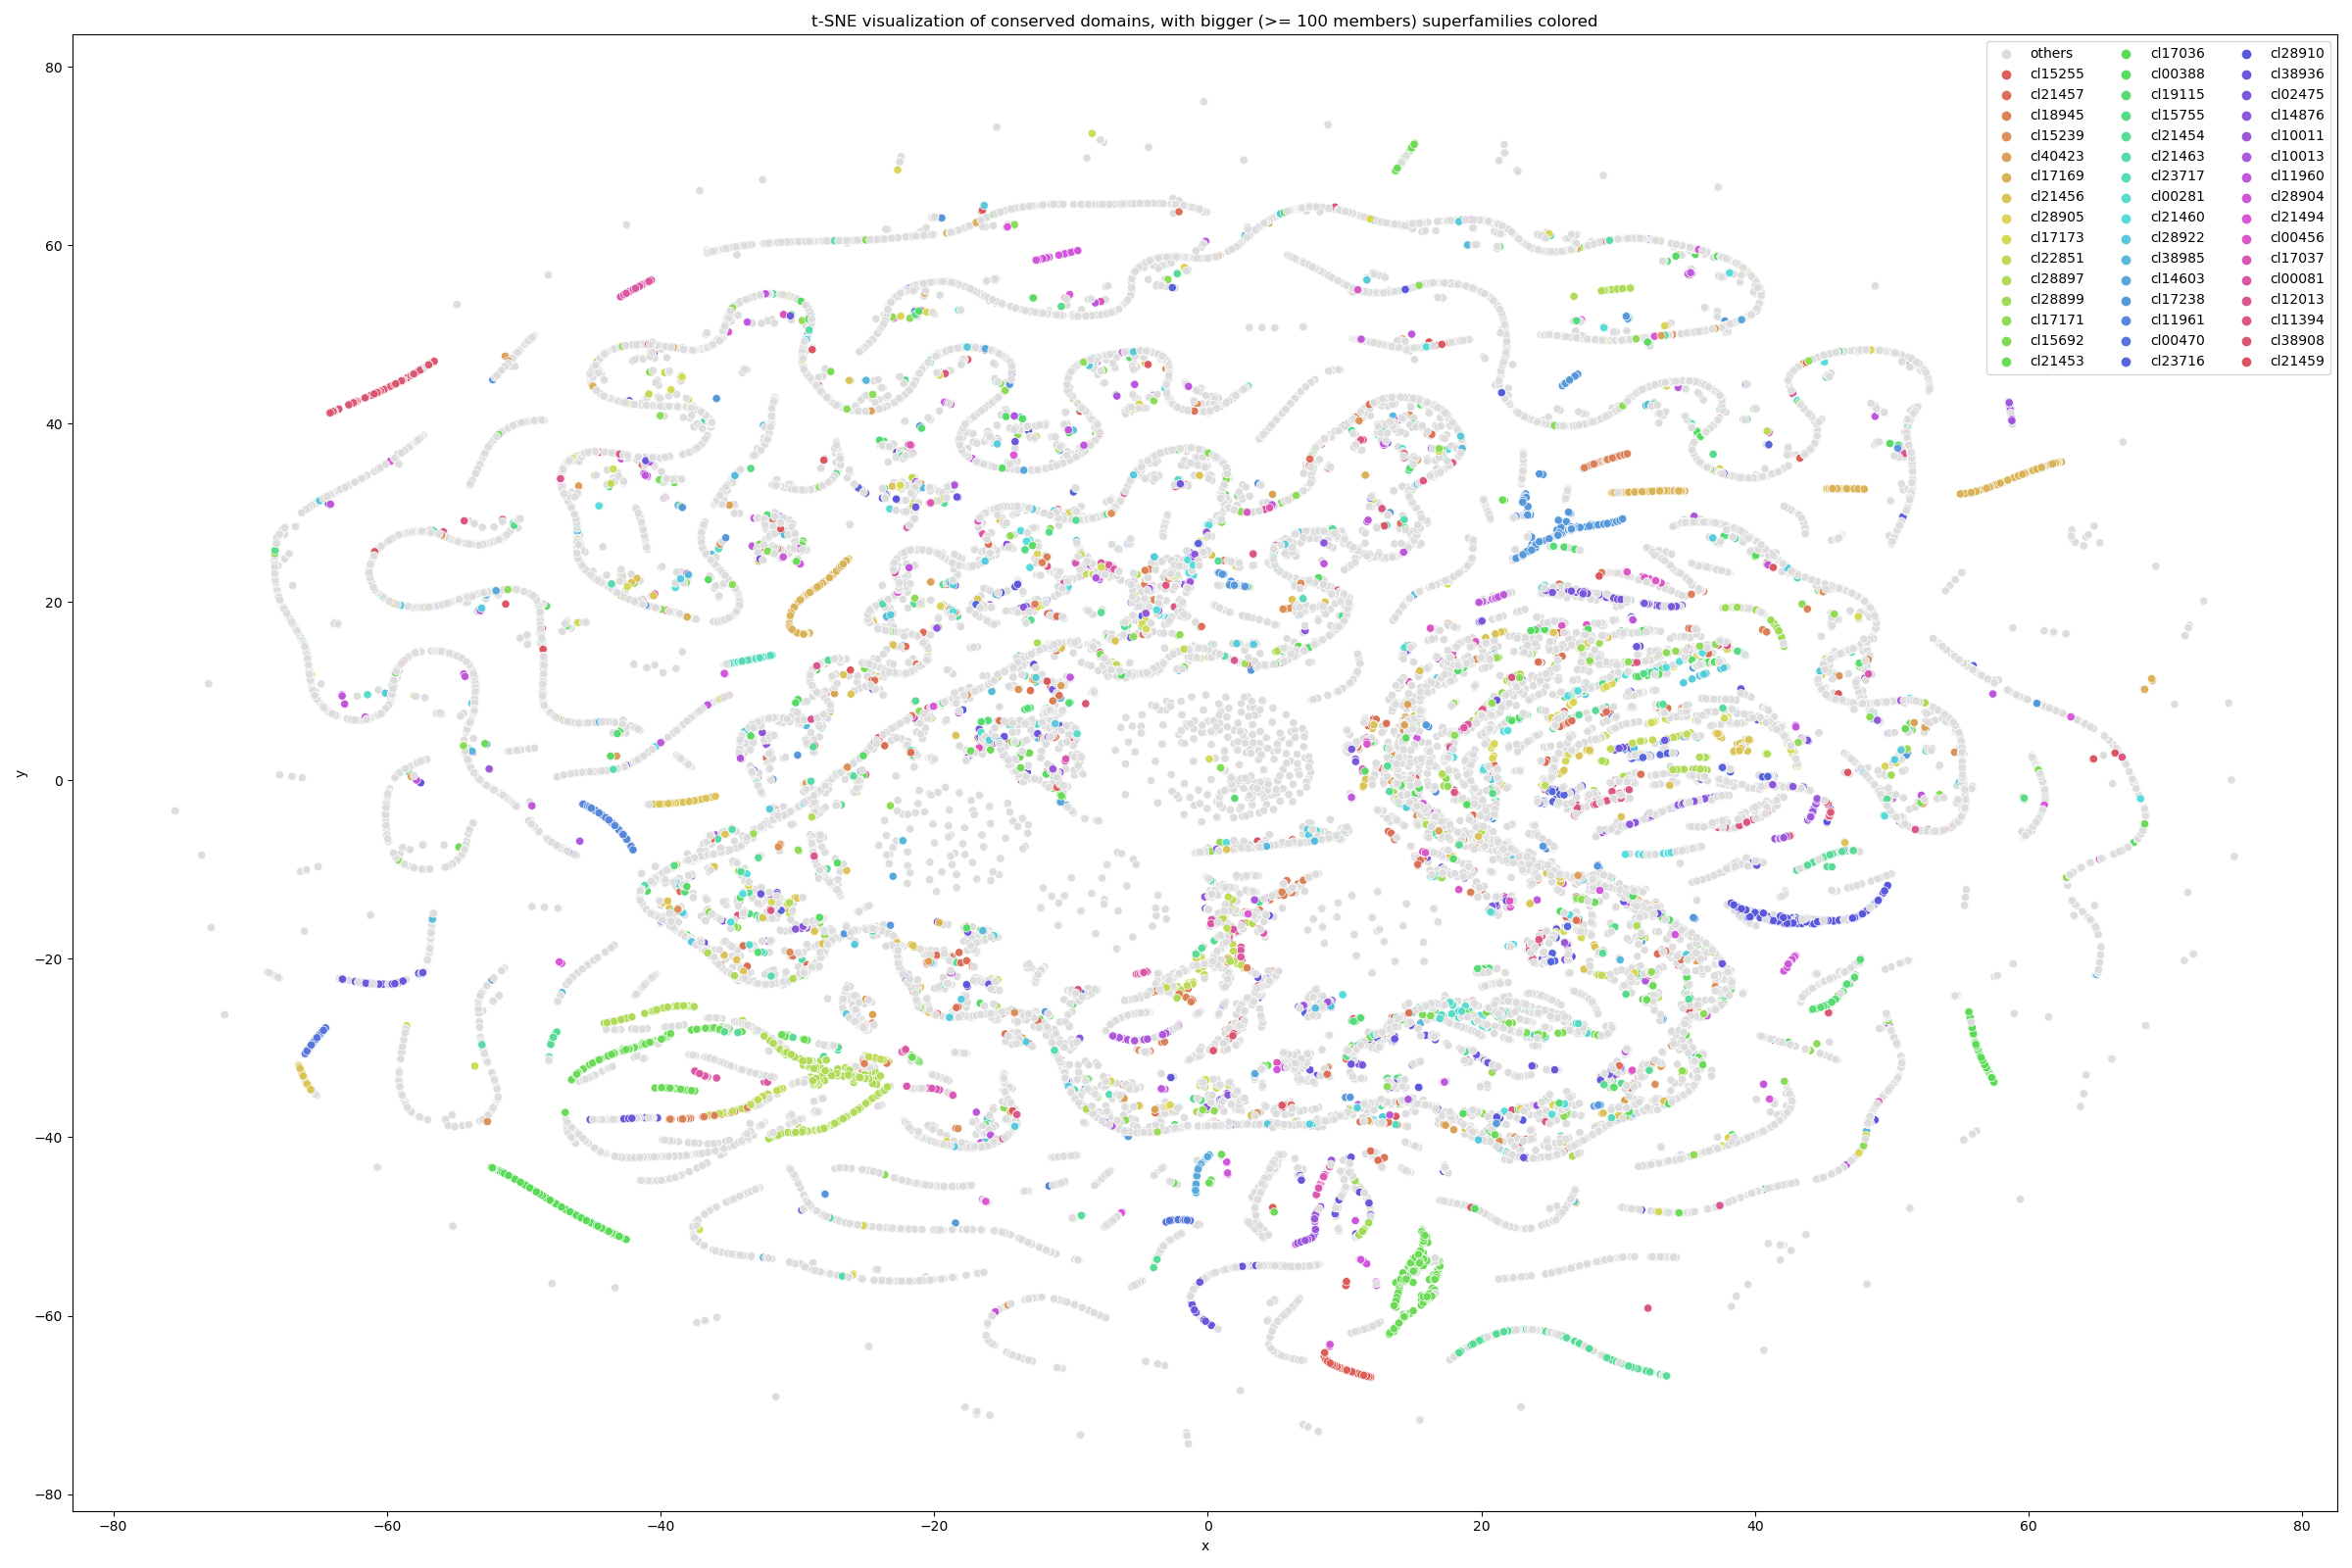 t-SNE visualization of conserved domains, with bigger (>= 100 members) superfamilies colored
others
cl15255
cl21457
cl18945
cl15239
cl40423
cl17169
cl21456
cl28905
cl17173
cl22851
cl28897
cl28899
cl17171
cl15692
cl21453
cl17036
cl00388
cl19115
cl15755
cl21454
cl21463
cl23717
cl00281
cl21460
cl28922
cl38985
cl14603
cl17238
cl11961
cl00470
cl23716
cl28910
cl38936
cl02475
cl14876
cl10011
cl10013
cl11960
cl28904
cl21494
cl00456
cl17037
cl00081
cl12013
cl11394
cl38908
cl21459
80
60
40
20
0
−20
−40
−60
−80
y
−80 −60 −40 −20 0 20 40 60 80
x